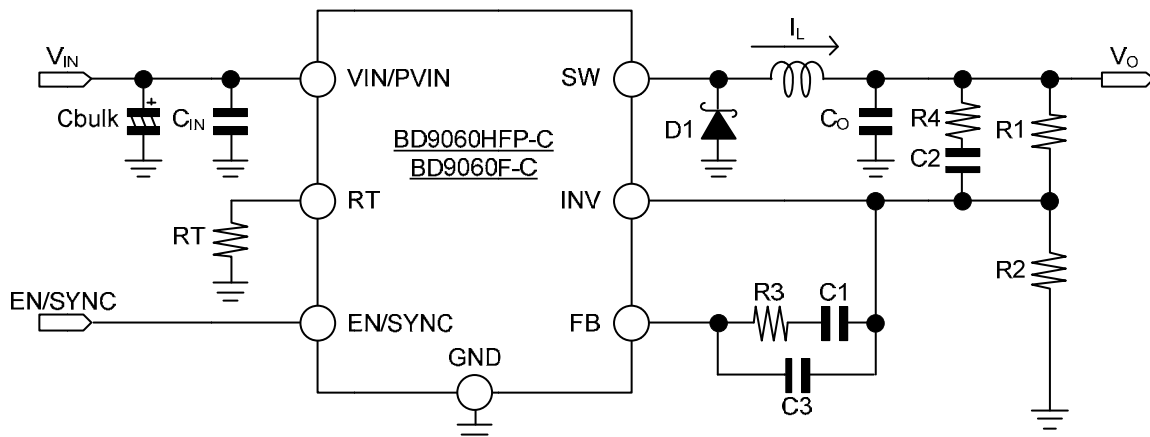 V_IN
Cbulk
+
C_IN
VIN/PVIN
SW
I_L
V_O
D1
C_O
R4
C2
R1
BD9060HFP-C
BD9060F-C
RT
RT
INV
R2
EN/SYNC
EN/SYNC
FB
R3
C1
C3
GND